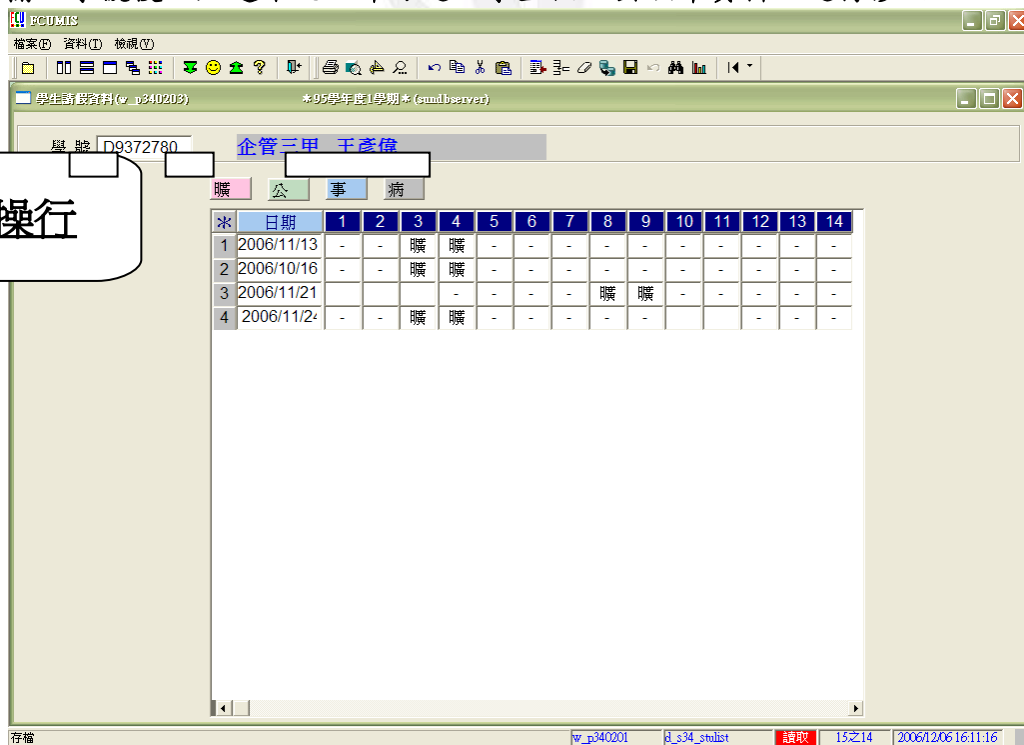 FCUMIS
檔案(F) 資料(T) 檢視(V)
學生請假資料(w_p340203) *95學年度1學期* (sundbserver)
學 號 D9372780 企管三甲 王彥偉
操行
曠 公 事 病
* 日期 1 2 3 4 5 6 7 8 9 10 11 12 13 14
1 2006/11/13 - - 曠 曠 - - - - - - - - - -
2 2006/10/16 - - 曠 曠 - - - - - - - - - -
3 2006/11/21 - - - - 曠 曠 - - - - -
4 2006/11/24 - - 曠 曠 - - - - - - - -
存檔 w_p340201 d_s34_stulist 讀取 15之14 2006/12/06 16:11:16